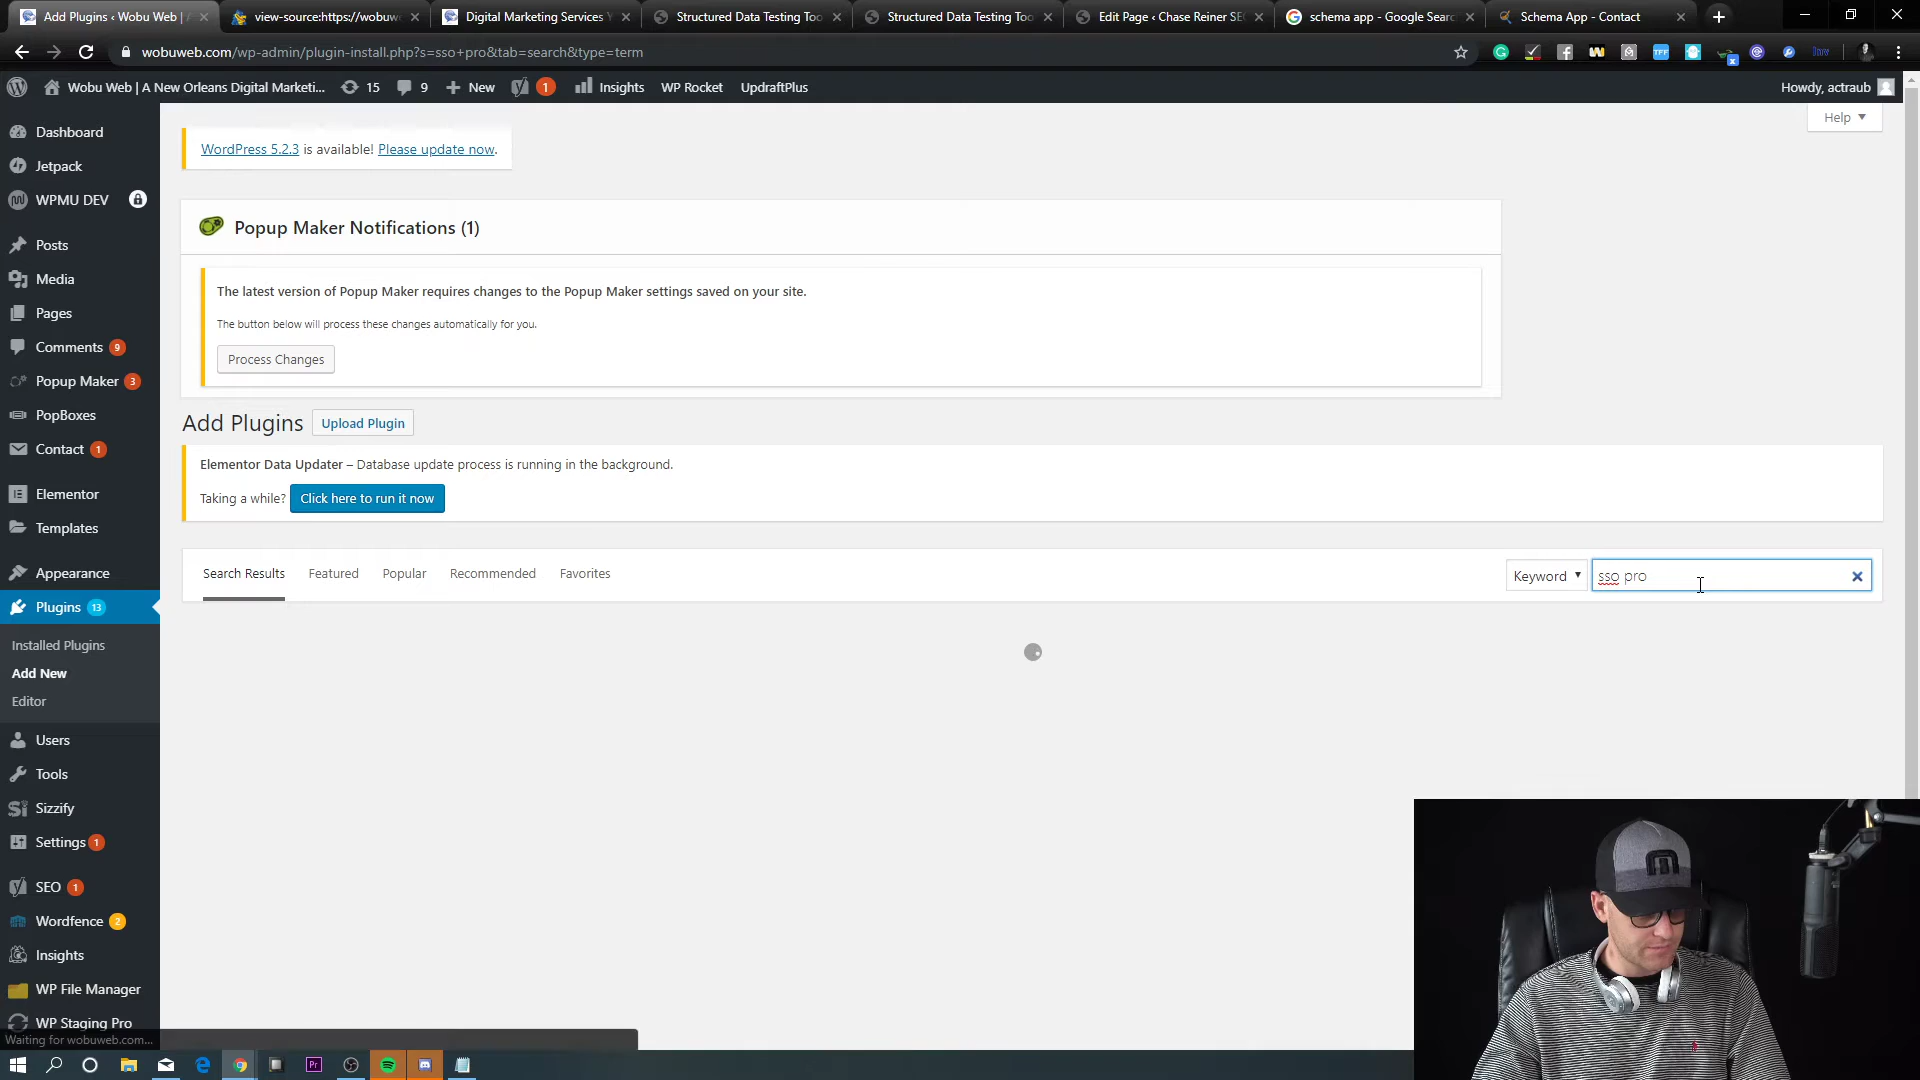 Add Plugins ‹ Wobu Web |
view-source:https://wobuw
Digital Marketing Services
Structured Data Testing Too
Structured Data Testing Too
Edit Page ‹ Chase Reiner SE
schema app - Google Searc
Schema App - Contact
wobuweb.com/wp-admin/plugin-install.php?s=sso+pro&tab=search&type=term
Wobu Web | A New Orleans Digital Marketi...
15
9
New
1
Insights
WP Rocket
UpdraftPlus
Howdy, actraub
Help
Dashboard
Jetpack
WPMU DEV
Posts
Media
Pages
Comments 9
Popup Maker 3
PopBoxes
Contact 1
Elementor
Templates
Appearance
Plugins 13
Installed Plugins
Add New
Editor
Users
Tools
Sizzify
Settings 1
SEO 1
Wordfence 2
Insights
WP File Manager
WP Staging Pro
WordPress 5.2.3 is available! Please update now.
Popup Maker Notifications (1)
The latest version of Popup Maker requires changes to the Popup Maker settings saved on your site.
The button below will process these changes automatically for you.
Process Changes
Add Plugins
Upload Plugin
Elementor Data Updater – Database update process is running in the background.
Taking a while? Click here to run it now
Search Results
Featured
Popular
Recommended
Favorites
Keyword
sso pro
Waiting for wobuweb.com...